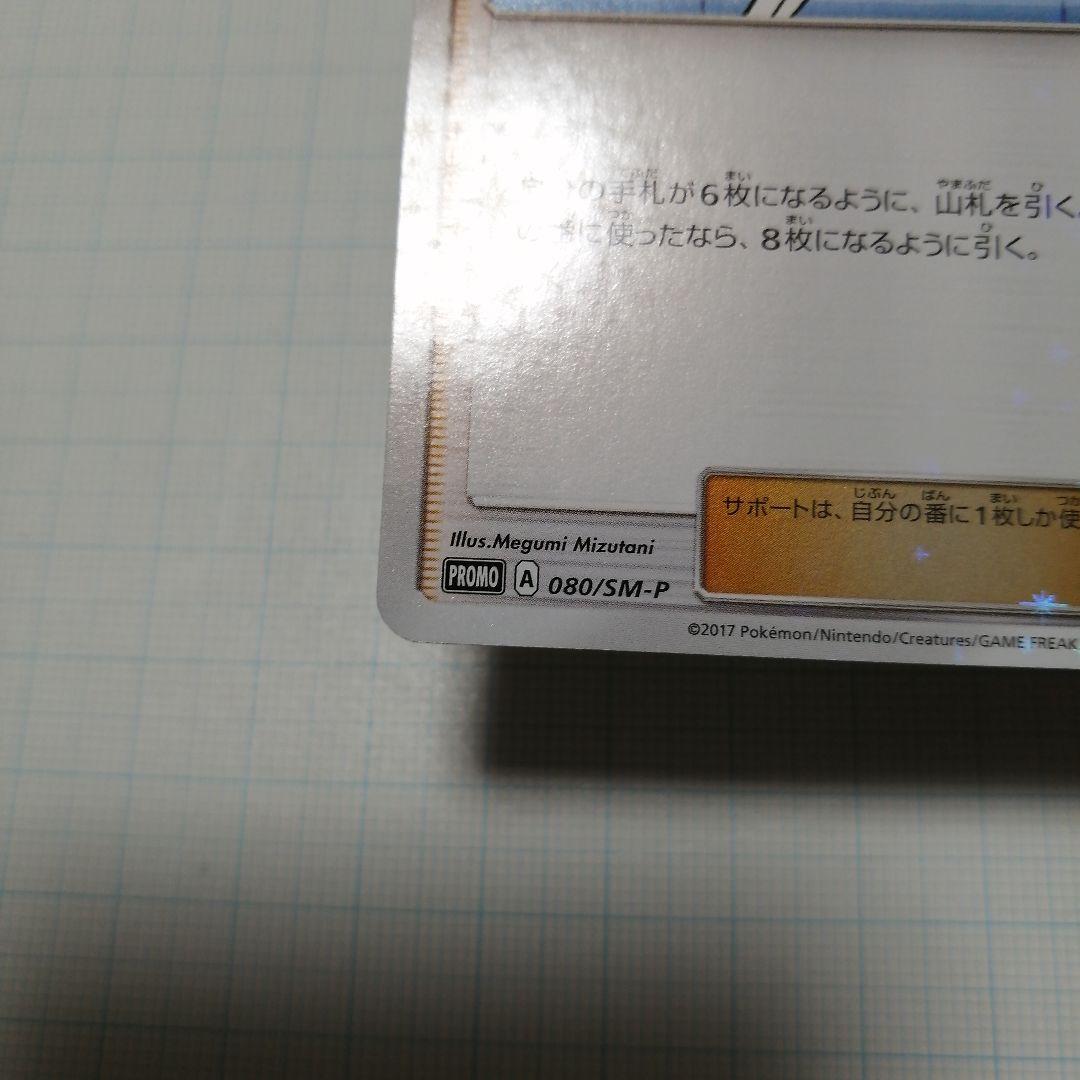 の手札が6枚になるように、山札を引く。
に使ったなら、8枚になるように引く。
サポートは、自分の番に1枚しか使
Illus.Megumi Mizutani
PROMO A 080/SM-P
©2017 Pokémon/Nintendo/Creatures/GAME FREAK